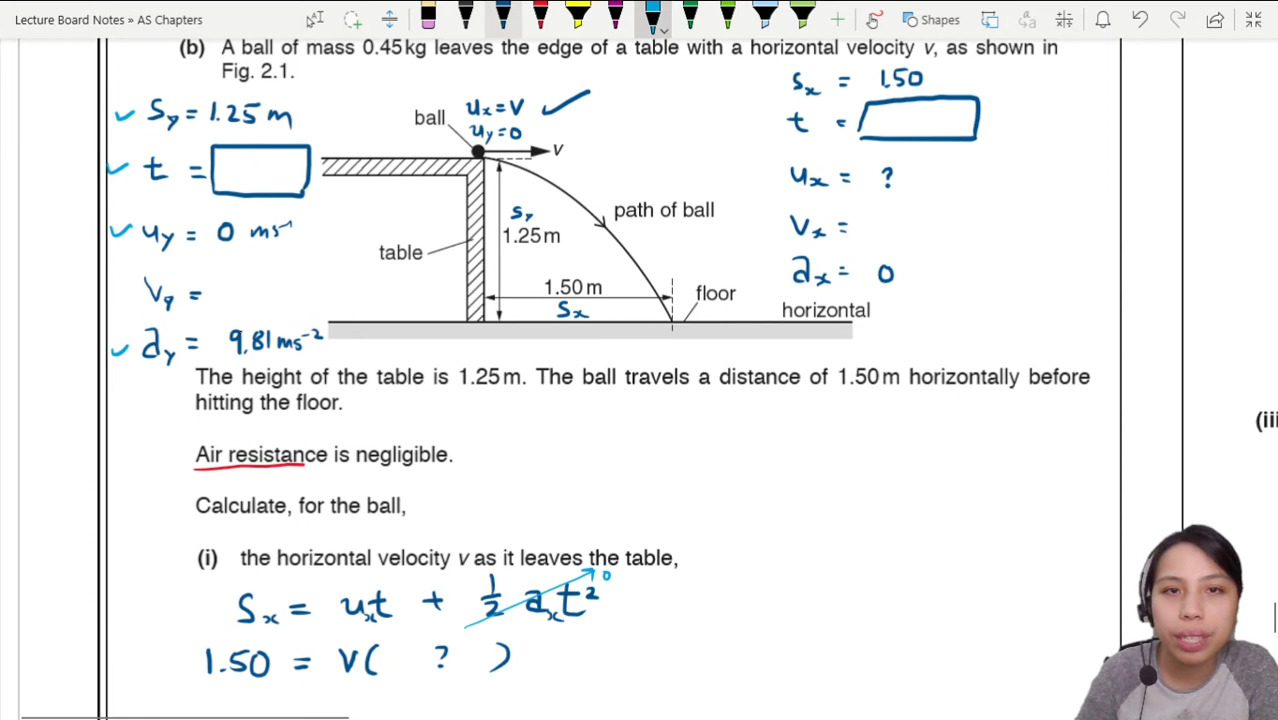 Lecture Board Notes » AS Chapters
Shapes
(b) A ball of mass 0.45 kg leaves the edge of a table with a horizontal velocity v, as shown in
Fig. 2.1.
Sy = 1.25 m
t =
uy = 0 ms⁻¹
Vy =
ay = 9.81 ms⁻²
ball
ux = V
uy = 0
v
path of ball
Sy
1.25 m
table
1.50 m
Sx
floor
horizontal
Sx = 1.50
t =
ux = ?
Vx =
ax = 0
The height of the table is 1.25 m. The ball travels a distance of 1.50 m horizontally before
hitting the floor.
(iii
Air resistance is negligible.
Calculate, for the ball,
(i) the horizontal velocity v as it leaves the table,
Sx = uxt + 1/2 axt² 0
1.50 = V( ? )